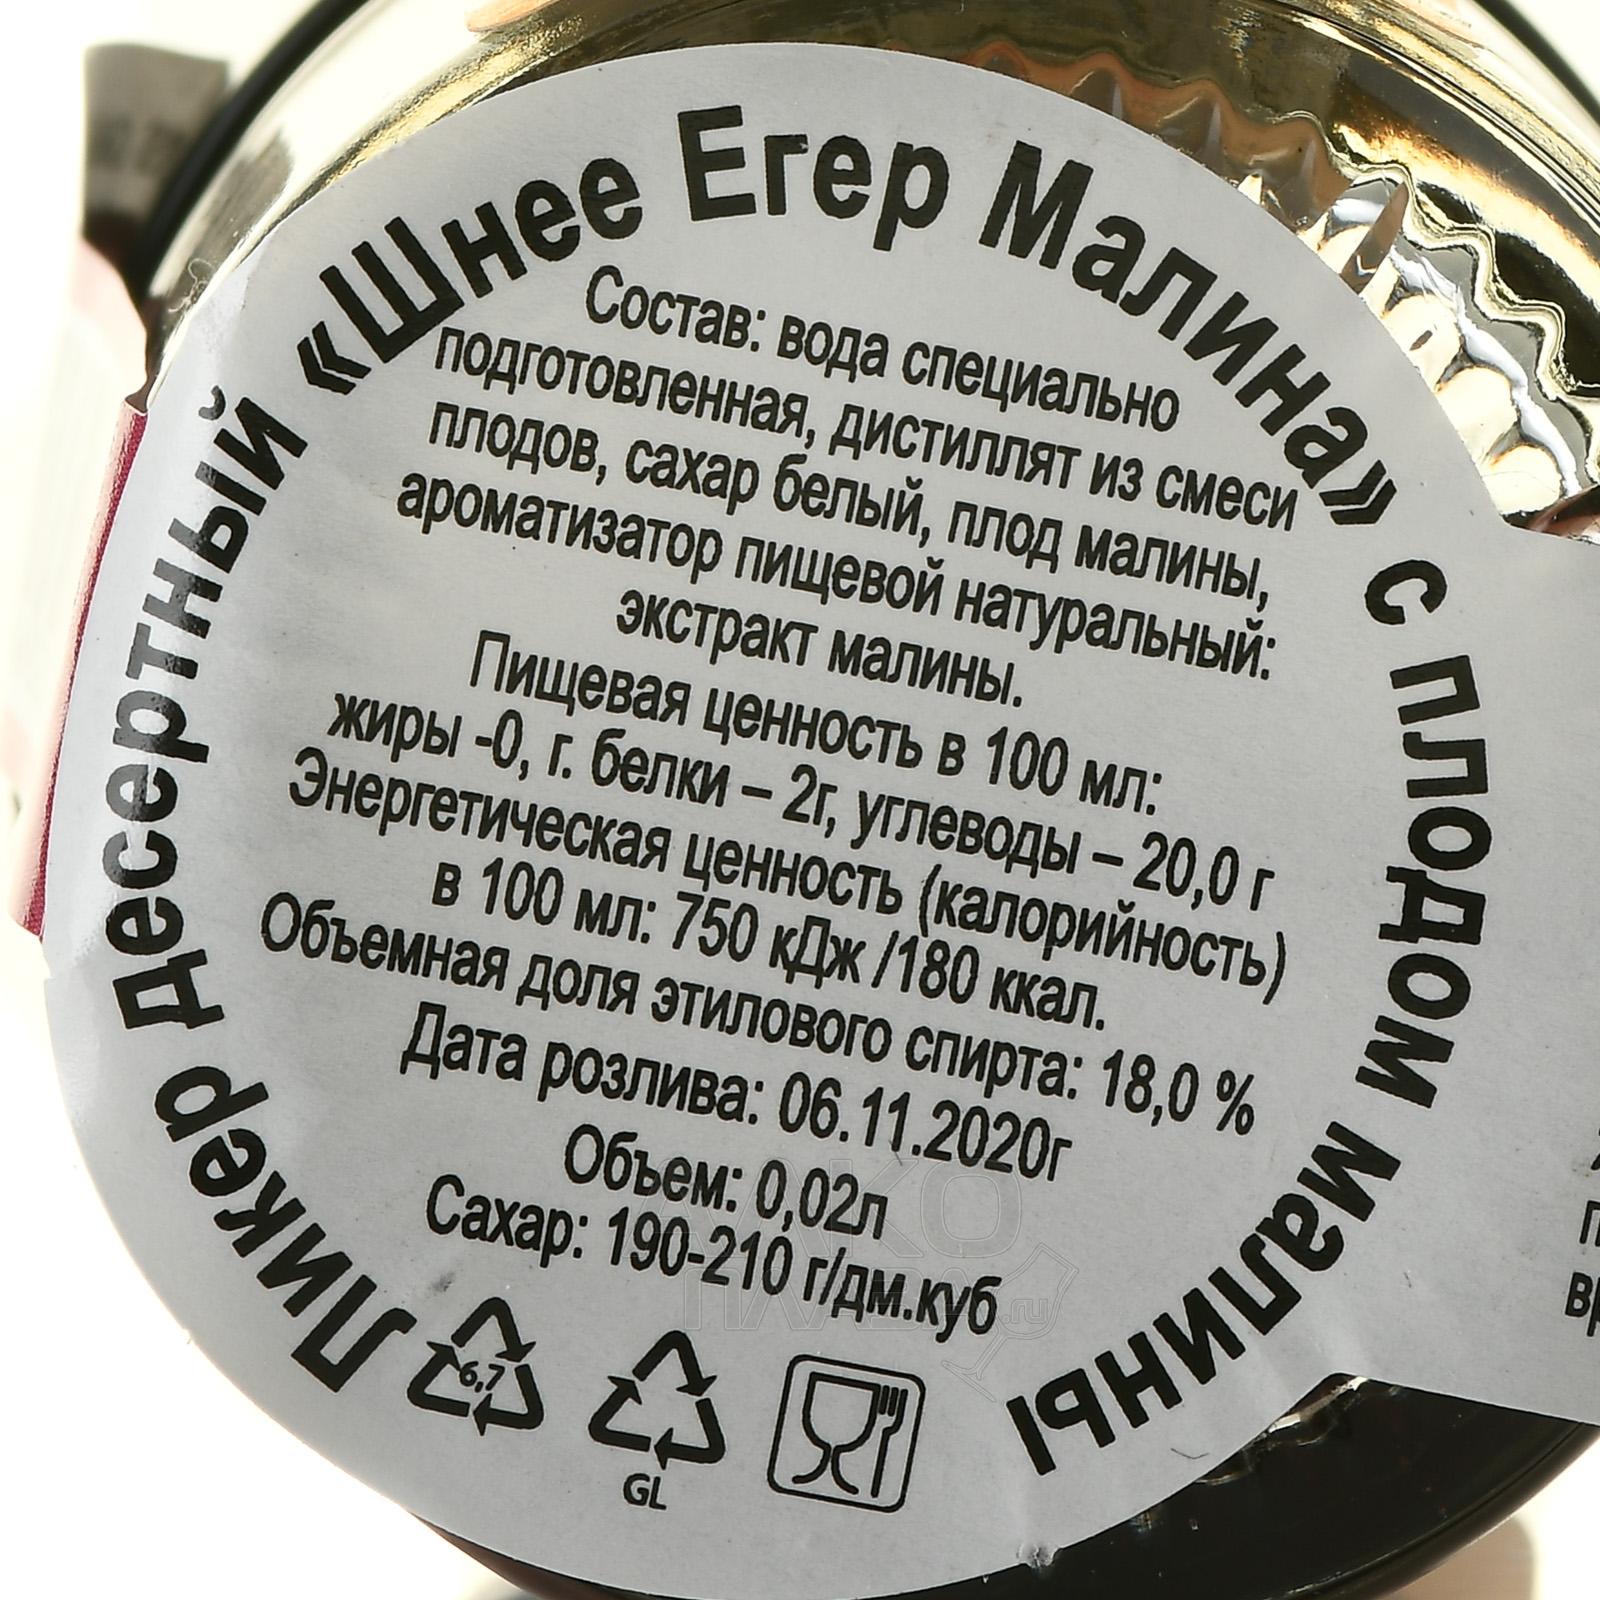 Ликер десертный «Шнее Егер Малина» с плодом малины
Состав: вода специально
подготовленная, дистиллят из смеси
плодов, сахар белый, плод малины,
ароматизатор пищевой натуральный:
экстракт малины.
Пищевая ценность в 100 мл:
жиры -0, г. белки – 2г, углеводы – 20,0 г
Энергетическая ценность (калорийность)
в 100 мл: 750 кДж /180 ккал.
Объемная доля этилового спирта: 18,0 %
Дата розлива: 06.11.2020г
Объем: 0,02л
Сахар: 190-210 г/дм.куб
6,7
GL